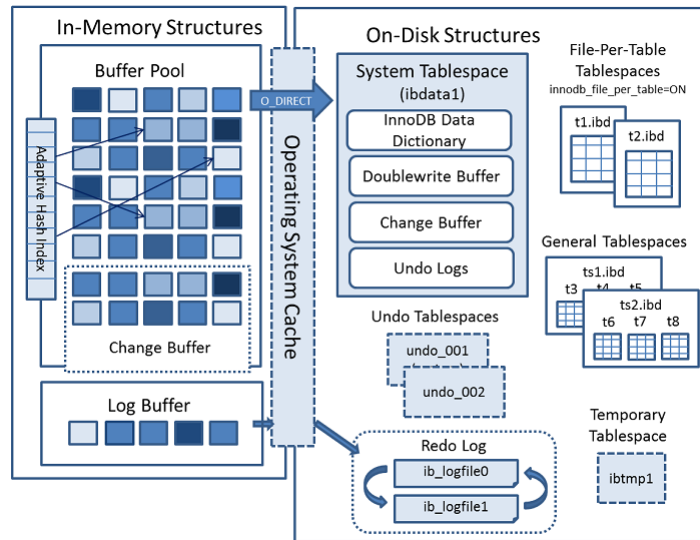 In-Memory Structures
Buffer Pool
Adaptive Hash Index
Change Buffer
Log Buffer
O_DIRECT
Operating System Cache
On-Disk Structures
System Tablespace
(ibdata1)
InnoDB Data
Dictionary
Doublewrite Buffer
Change Buffer
Undo Logs
Undo Tablespaces
undo_001
undo_002
Redo Log
ib_logfile0
ib_logfile1
File-Per-Table
Tablespaces
innodb_file_per_table=ON
t1.ibd
t2.ibd
General Tablespaces
ts1.ibd
t3 t4 t5
ts2.ibd
t6 t7 t8
Temporary
Tablespace
ibtmp1